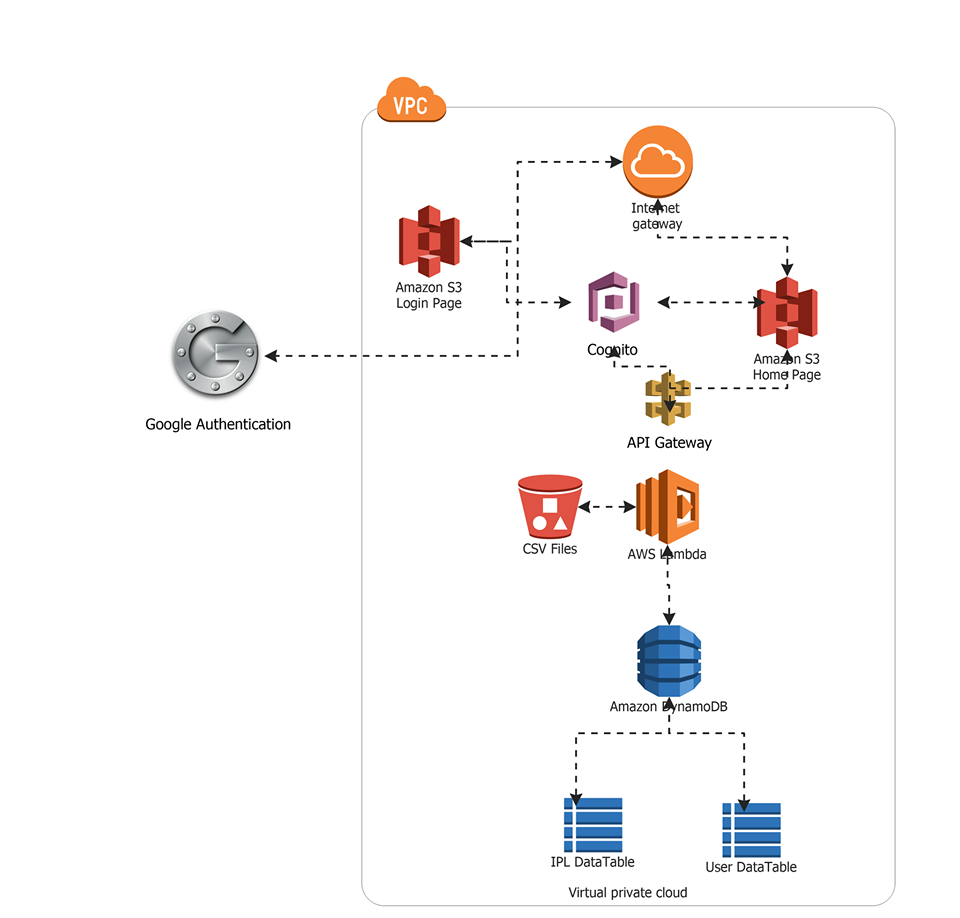 VPC
Internet
gateway
Amazon S3
Login Page
Cognito
Amazon S3
Home Page
Google Authentication
API Gateway
CSV Files
AWS Lambda
Amazon DynamoDB
IPL DataTable
User DataTable
Virtual private cloud